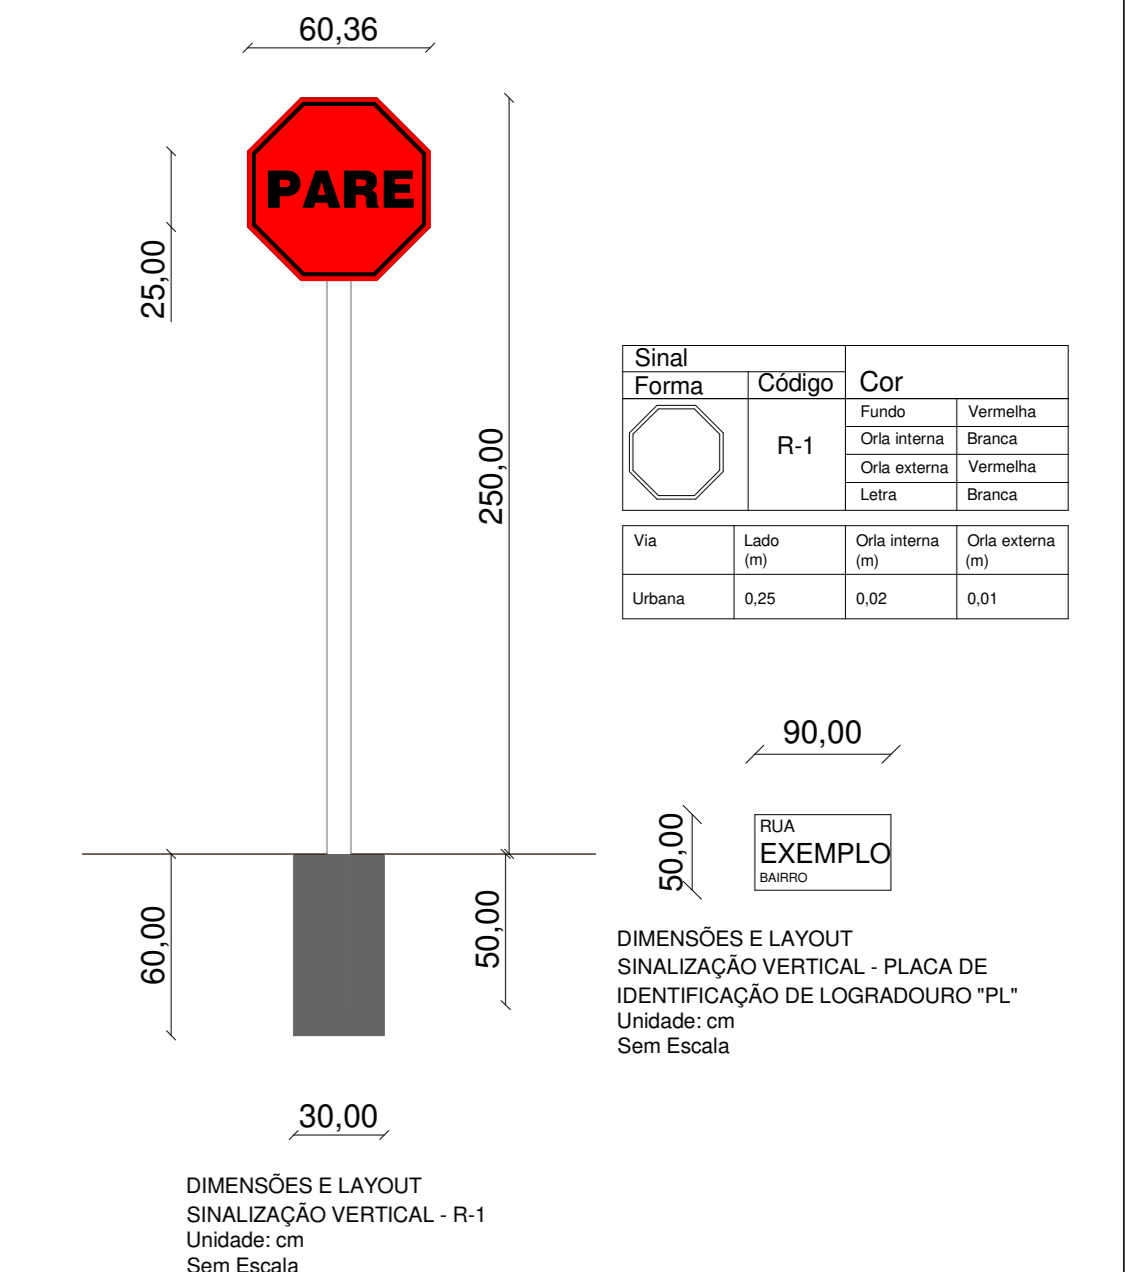 60,36
PARE
25,00
250,00
Sinal
Forma
Código
Cor
R-1
Fundo
Vermelha
Orla interna
Branca
Orla externa
Vermelha
Letra
Branca
Via
Lado
(m)
Orla interna
(m)
Orla externa
(m)
Urbana
0,25
0,02
0,01
90,00
50,00
RUA
EXEMPLO
BAIRRO
60,00
50,00
DIMENSÕES E LAYOUT
SINALIZAÇÃO VERTICAL - PLACA DE
IDENTIFICAÇÃO DE LOGRADOURO "PL"
Unidade: cm
Sem Escala
30,00
DIMENSÕES E LAYOUT
SINALIZAÇÃO VERTICAL - R-1
Unidade: cm
Sem Escala